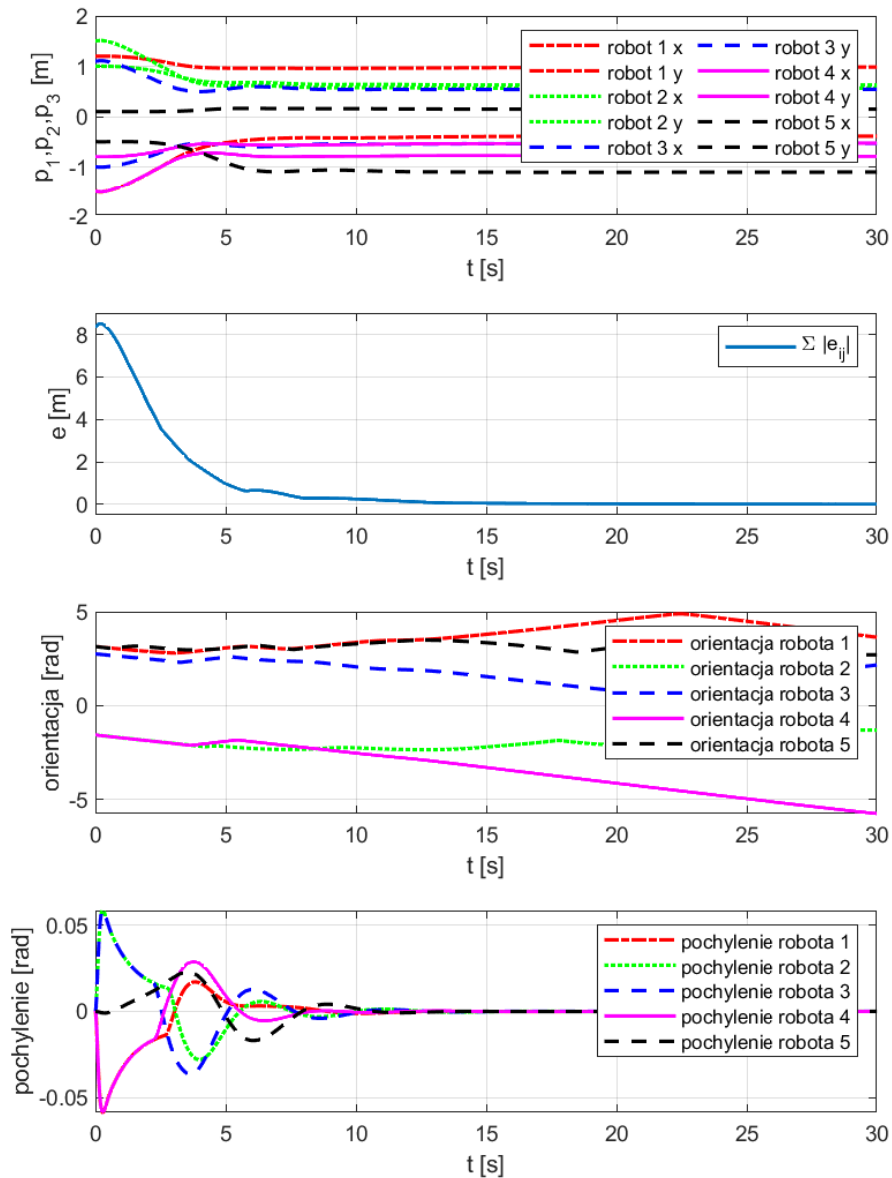 p_1,p_2,p_3 [m]
2
1
0
-1
-2
robot 1 x
robot 1 y
robot 2 x
robot 2 y
robot 3 x
robot 3 y
robot 4 x
robot 4 y
robot 5 x
robot 5 y
0 5 10 15 20 25 30
t [s]
e [m]
8
6
4
2
0
Σ |e_ij|
0 5 10 15 20 25 30
t [s]
orientacja [rad]
5
0
-5
orientacja robota 1
orientacja robota 2
orientacja robota 3
orientacja robota 4
orientacja robota 5
0 5 10 15 20 25 30
t [s]
pochylenie [rad]
0.05
0
-0.05
pochylenie robota 1
pochylenie robota 2
pochylenie robota 3
pochylenie robota 4
pochylenie robota 5
0 5 10 15 20 25 30
t [s]